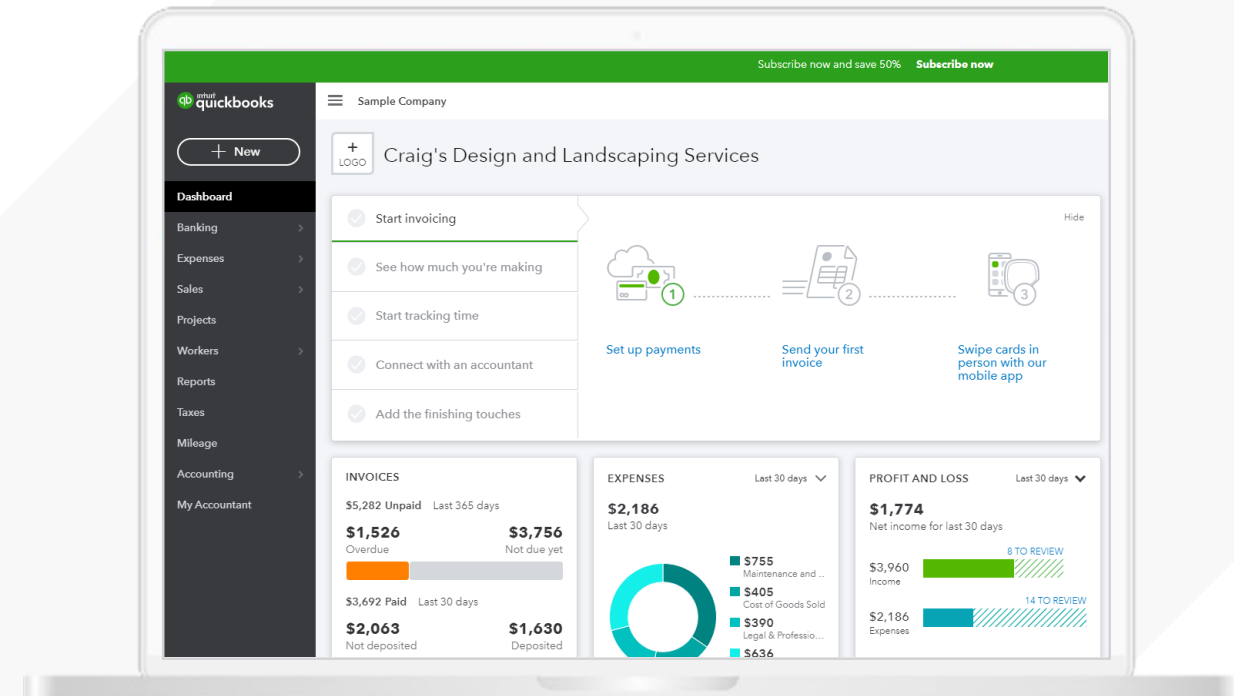 Subscribe now and save 50% Subscribe now
intuit
quickbooks
Sample Company
+ New
+
LOGO
Craig's Design and Landscaping Services
Dashboard
Banking
Expenses
Sales
Projects
Workers
Reports
Taxes
Mileage
Accounting
My Accountant
Start invoicing
See how much you're making
Start tracking time
Connect with an accountant
Add the finishing touches
Hide
1
2
3
Set up payments
Send your first
invoice
Swipe cards in
person with our
mobile app
INVOICES
$5,282 Unpaid Last 365 days
$1,526 $3,756
Overdue Not due yet
$3,692 Paid Last 30 days
$2,063 $1,630
Not deposited Deposited
EXPENSES Last 30 days
$2,186
Last 30 days
$755
Maintenance and ..
$405
Cost of Goods Sold
$390
Legal & Professio...
$636
PROFIT AND LOSS Last 30 days
$1,774
Net income for last 30 days
8 TO REVIEW
$3,960
Income
14 TO REVIEW
$2,186
Expenses